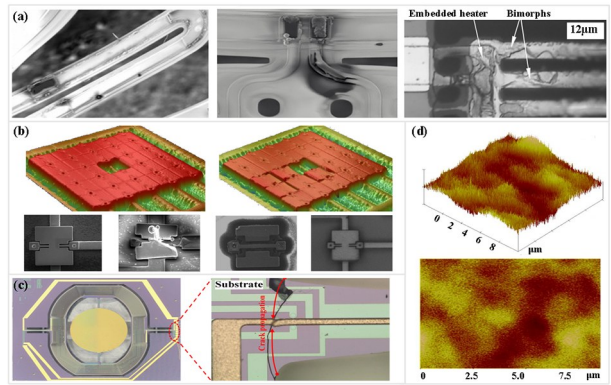 (a)
Embedded heater
Bimorphs
12μm
(b)
(d)
0 2 4 6 8
μm
(c)
Substrate
Crack propagation
0 2.5 5.0 7.5 μm